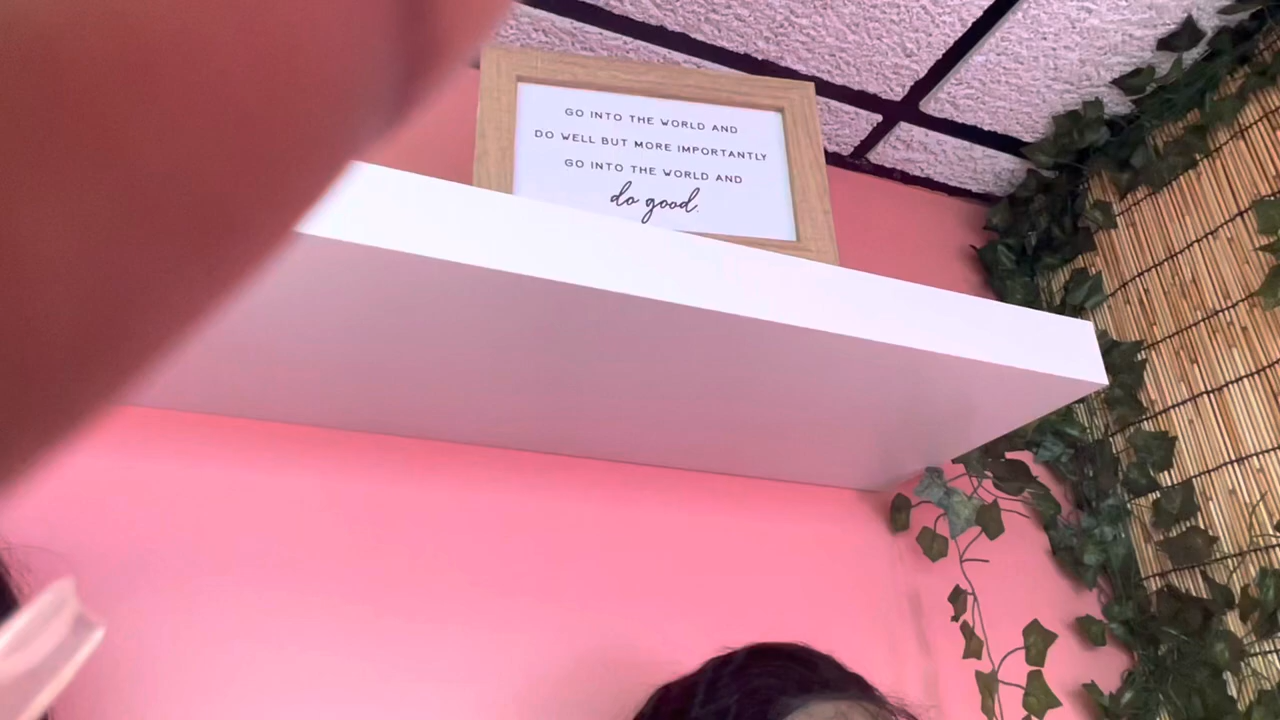 GO INTO THE WORLD AND
DO WELL BUT MORE IMPORTANTLY
GO INTO THE WORLD AND
do good.